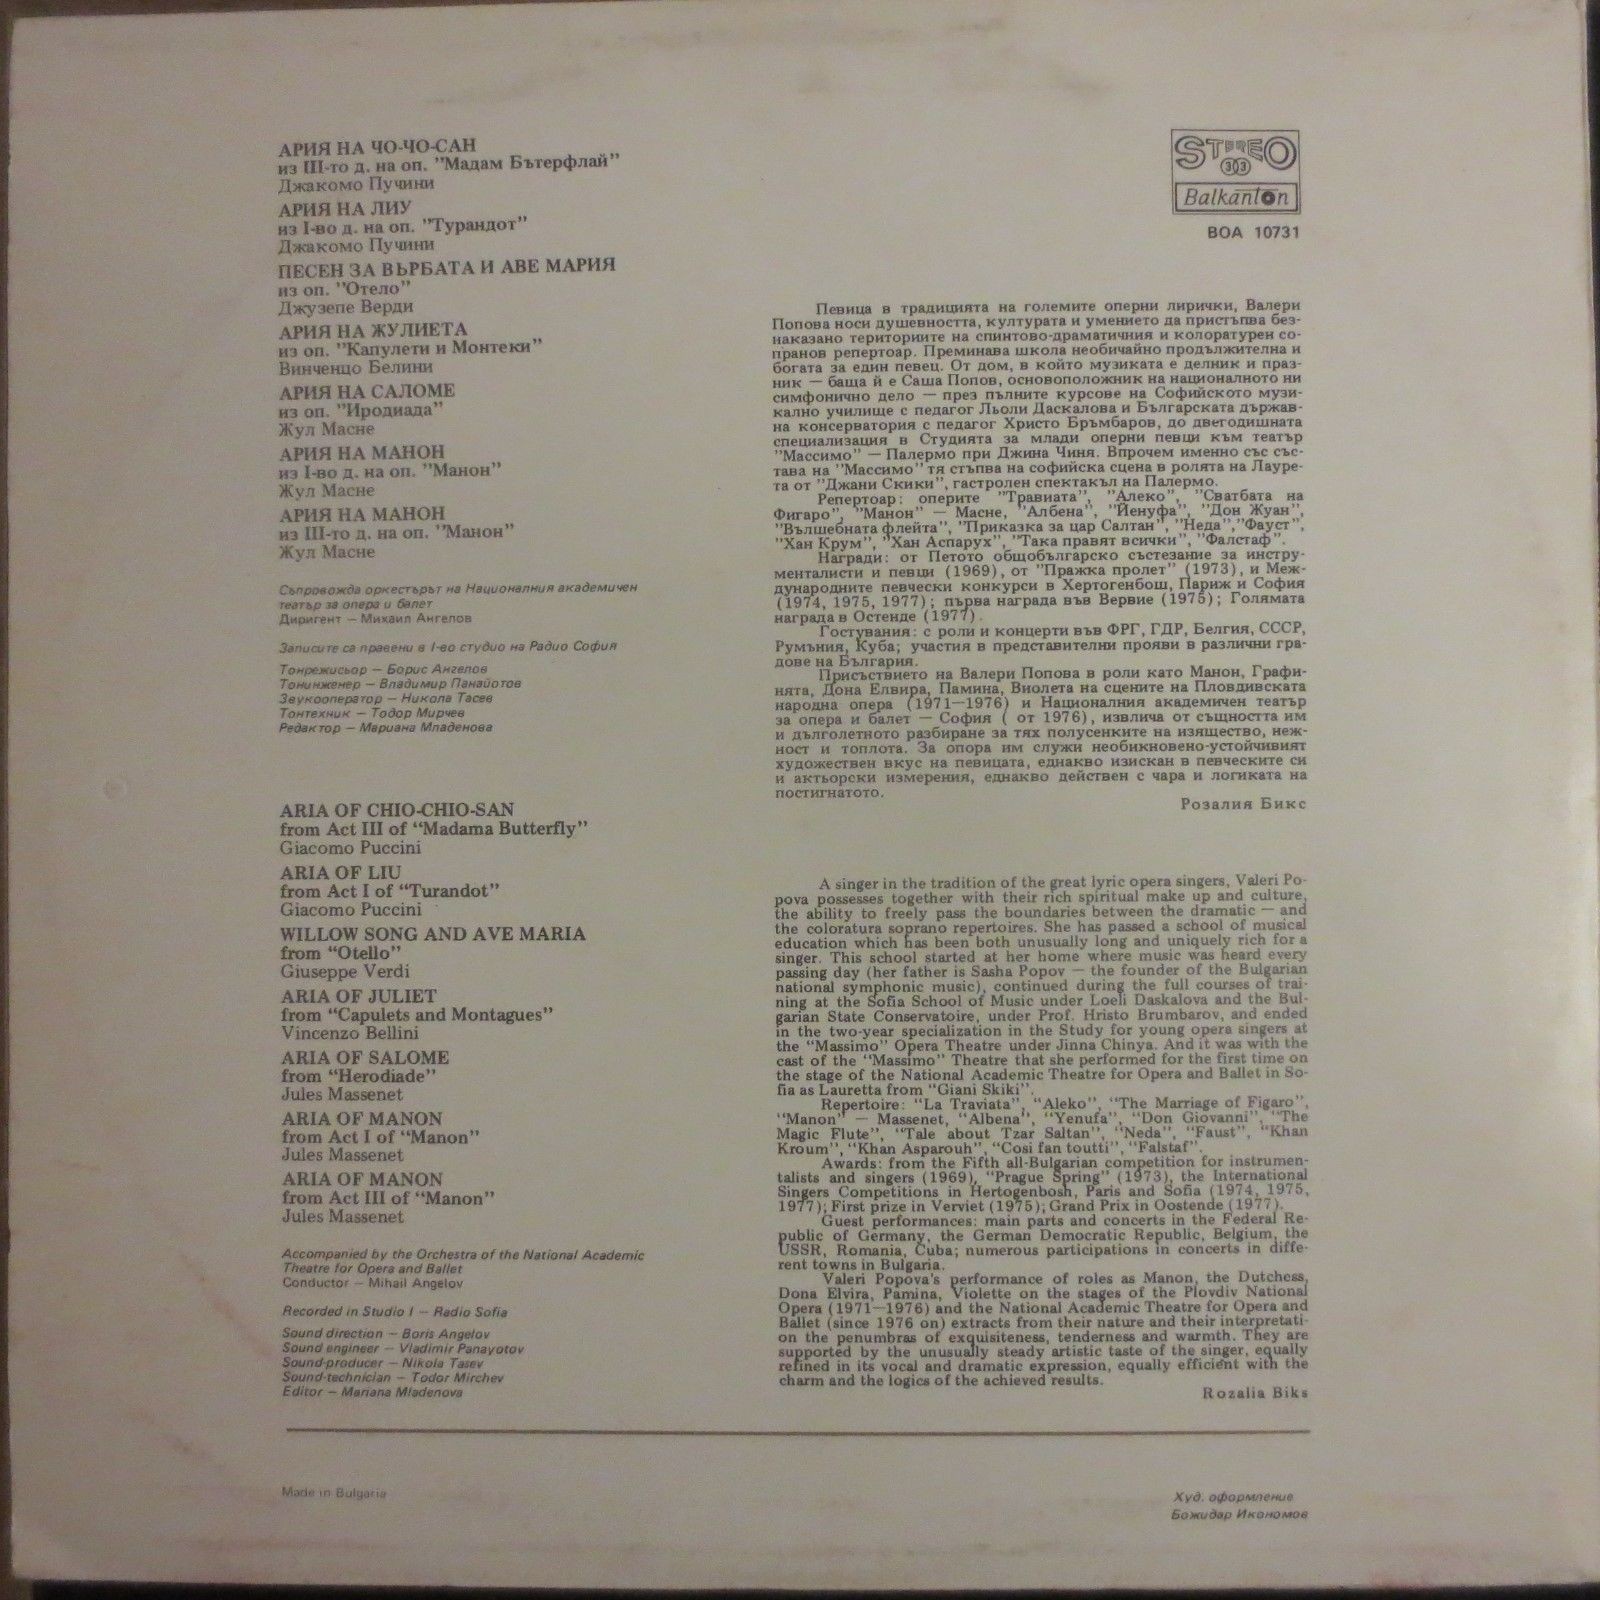 АРИЯ НА ЧО-ЧО-САН
из III-то д. на оп. "Мадам Бътерфлай"
Джакомо Пучини
АРИЯ НА ЛИУ
из I-во д. на оп. "Турандот"
Джакомо Пучини
ПЕСЕН ЗА ВЪРБАТА И АВЕ МАРИЯ
из оп. "Отело"
Джузепе Верди
АРИЯ НА ЖУЛИЕТА
из оп. "Капулети и Монтеки"
Винченцо Белини
АРИЯ НА САЛОМЕ
из оп. "Иродиада"
Жул Масне
АРИЯ НА МАНОН
из I-во д. на оп. "Манон"
Жул Масне
АРИЯ НА МАНОН
из III-то д. на оп. "Манон"
Жул Масне
Съпровожда оркестърът на Националния академичен
театър за опера и балет
Диригент — Михаил Ангелов
Записите са правени в I-во студио на Радио София
Тонрежисьор — Борис Ангелов
Тонинженер — Владимир Панайотов
Звукооператор — Никола Тасев
Тонтехник — Тодор Мирчев
Редактор — Мариана Младенова
ARIA OF CHIO-CHIO-SAN
from Act III of "Madama Butterfly"
Giacomo Puccini
ARIA OF LIU
from Act I of "Turandot"
Giacomo Puccini
WILLOW SONG AND AVE MARIA
from "Otello"
Giuseppe Verdi
ARIA OF JULIET
from "Capulets and Montagues"
Vincenzo Bellini
ARIA OF SALOME
from "Herodiade"
Jules Massenet
ARIA OF MANON
from Act I of "Manon"
Jules Massenet
ARIA OF MANON
from Act III of "Manon"
Jules Massenet
Accompanied by the Orchestra of the National Academic
Theatre for Opera and Ballet
Conductor — Mihail Angelov
Recorded in Studio I — Radio Sofia
Sound direction — Boris Angelov
Sound engineer — Vladimir Panayotov
Sound-producer — Nikola Tasev
Sound-technician — Todor Mirchev
Editor — Mariana Mladenova
STEREO
303
Balkanton
BOA 10731
Певица в традицията на големите оперни лирички, Валери
Попова носи душевността, културата и умението да пристъпва без-
наказано териториите на спинтово-драматичния и колоратурен со-
пранов репертоар. Преминава школа необичайно продължителна и
богата за един певец. От дом, в който музиката е делник и праз-
ник — баща й е Саша Попов, основоположник на националното ни
симфонично дело — през пълните курсове на Софийското музи-
кално училище с педагог Льоли Даскалова и Българската държав-
на консерватория с педагог Христо Бръмбаров, до двегодишната
специализация в Студията за млади оперни певци към театър
"Массимо" — Палермо при Джина Чиня. Впрочем именно със със-
тава на "Массимо" тя стъпва на софийска сцена в ролята на Лауре-
та от "Джани Скики", гастролен спектакъл на Палермо.
Репертоар: оперите "Травиата", "Алеко", "Сватбата на
Фигаро", "Манон" — Масне, "Албена", "Йенуфа", "Дон Жуан",
"Вълшебната флейта", "Приказка за цар Салтан", "Неда","Фауст",
"Хан Крум", "Хан Аспарух", "Така правят всички", "Фалстаф".
Награди: от Петото общобългарско състезание за инстру-
менталисти и певци (1969), от "Пражка пролет" (1973), и Меж-
дународните певчески конкурси в Хертогенбош, Париж и София
(1974, 1975, 1977); първа награда във Вервие (1975); Голямата
награда в Остенде (1977).
Гостувания: с роли и концерти във ФРГ, ГДР, Белгия, СССР,
Румъния, Куба; участия в представителни прояви в различни гра-
дове на България.
Присъствието на Валери Попова в роли като Манон, Графи-
нята, Дона Елвира, Памина, Виолета на сцените на Пловдивската
народна опера (1971—1976) и Националния академичен театър
за опера и балет — София ( от 1976), извлича от същността им
и дълголетното разбиране за тях полусенките на изящество, неж-
ност и топлота. За опора им служи необикновено-устойчивият
художествен вкус на певицата, еднакво изискан в певческите си
и актьорски измерения, еднакво действен с чара и логиката на
постигнатото.
Розалия Бикс
A singer in the tradition of the great lyric opera singers, Valeri Po-
pova possesses together with their rich spiritual make up and culture,
the ability to freely pass the boundaries between the dramatic — and
the coloratura soprano repertoires. She has passed a school of musical
education which has been both unusually long and uniquely rich for a
singer. This school started at her home where music was heard every
passing day (her father is Sasha Popov — the founder of the Bulgarian
national symphonic music), continued during the full courses of trai-
ning at the Sofia School of Music under Loeli Daskalova and the Bul-
garian State Conservatoire, under Prof. Hristo Brumbarov, and ended
in the two-year specialization in the Study for young opera singers at
the "Massimo" Opera Theatre under Jinna Chinya. And it was with the
cast of the "Massimo" Theatre that she performed for the first time on
the stage of the National Academic Theatre for Opera and Ballet in So-
fia as Lauretta from "Giani Skiki".
Repertoire: "La Traviata", "Aleko", "The Marriage of Figaro",
"Manon" — Massenet, "Albena", "Yenufa", "Don Giovanni", "The
Magic Flute", "Tale about Tzar Saltan", "Neda", "Faust", "Khan
Kroum", "Khan Asparouh", "Cosi fan toutti", "Falstaf".
Awards: from the Fifth all-Bulgarian competition for instrumen-
talists and singers (1969), "Prague Spring" (1973), the International
Singers Competitions in Hertogenbosh, Paris and Sofia (1974, 1975,
1977); First prize in Verviet (1975); Grand Prix in Oostende (1977).
Guest performances: main parts and concerts in the Federal Re-
public of Germany, the German Democratic Republic, Belgium, the
USSR, Romania, Cuba; numerous participations in concerts in diffe-
rent towns in Bulgaria.
Valeri Popova's performance of roles as Manon, the Dutchess,
Dona Elvira, Pamina, Violette on the stages of the Plovdiv National
Opera (1971—1976) and the National Academic Theatre for Opera and
Ballet (since 1976 on) extracts from their nature and their interpretati-
on the penumbras of exquisiteness, tenderness and warmth. They are
supported by the unusually steady artistic taste of the singer, equally
refined in its vocal and dramatic expression, equally efficient with the
charm and the logics of the achieved results.
Rozalia Biks
Made in Bulgaria
Худ. оформление
Божидар Икономов